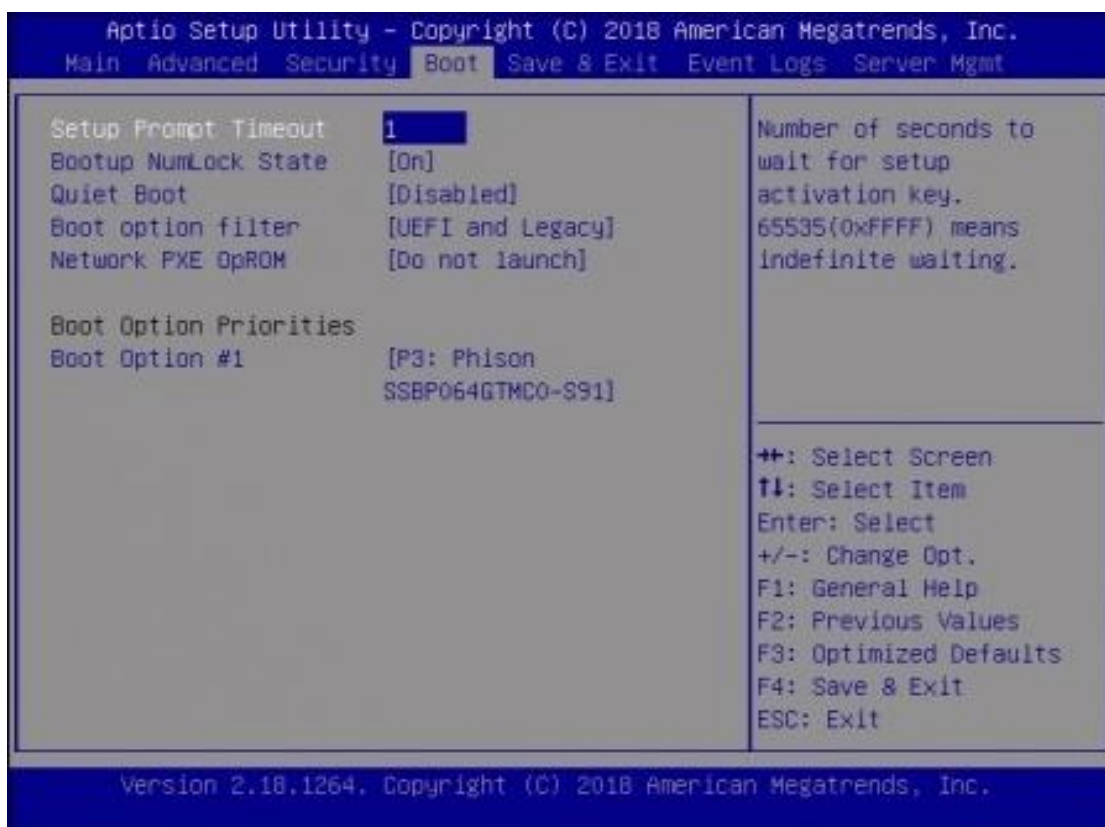 Aptio Setup Utility – Copyright (C) 2018 American Megatrends, Inc.
Main Advanced Security Boot Save & Exit Event Logs Server Mgmt
Setup Prompt Timeout 1
Bootup NumLock State [On]
Quiet Boot [Disabled]
Boot option filter [UEFI and Legacy]
Network PXE OpROM [Do not launch]
Boot Option Priorities
Boot Option #1 [P3: Phison
SSBP064GTMC0-S91]
Number of seconds to
wait for setup
activation key.
65535(0xFFFF) means
indefinite waiting.
→←: Select Screen
↑↓: Select Item
Enter: Select
+/-: Change Opt.
F1: General Help
F2: Previous Values
F3: Optimized Defaults
F4: Save & Exit
ESC: Exit
Version 2.18.1264. Copyright (C) 2018 American Megatrends, Inc.